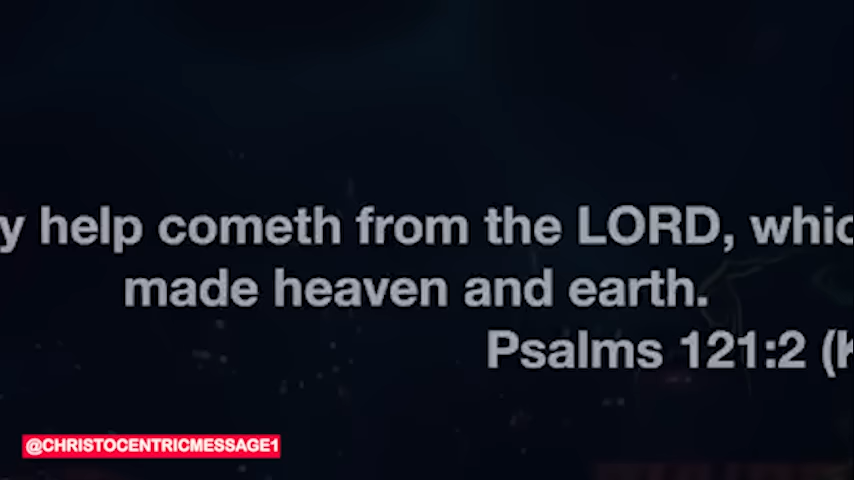 y help cometh from the LORD, whic
made heaven and earth.
Psalms 121:2 (K
@CHRISTOCENTRICMESSAGE1